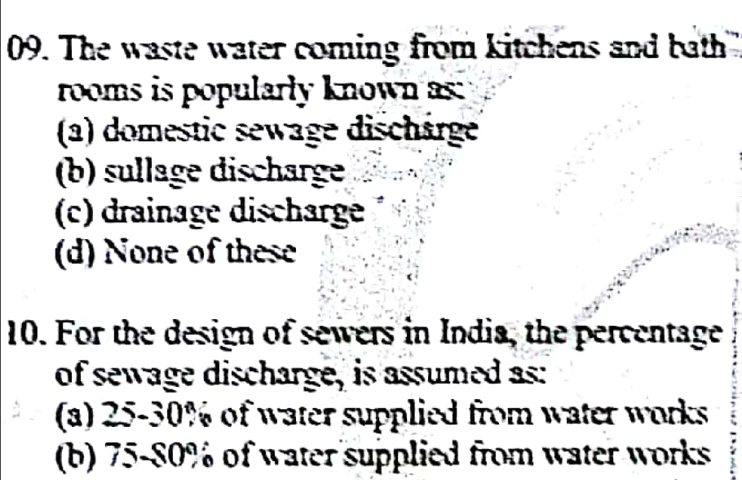 09. The waste water coming from kitchens and bath-
rooms is popularly known as:
(a) domestic sewage discharge
(b) sullage discharge
(c) drainage discharge
(d) None of these
10. For the design of sewers in India, the percentage
of sewage discharge, is assumed as:
(a) 25-30% of water supplied from water works
(b) 75-80% of water supplied from water works